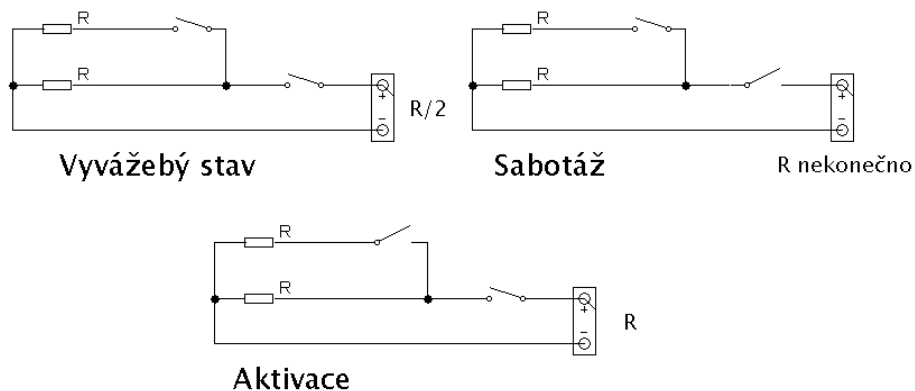 R
R
+
-
R/2
Vyvážebý stav
R
R
+
-
Sabotáž
R nekonečno
R
R
+
-
R
Aktivace